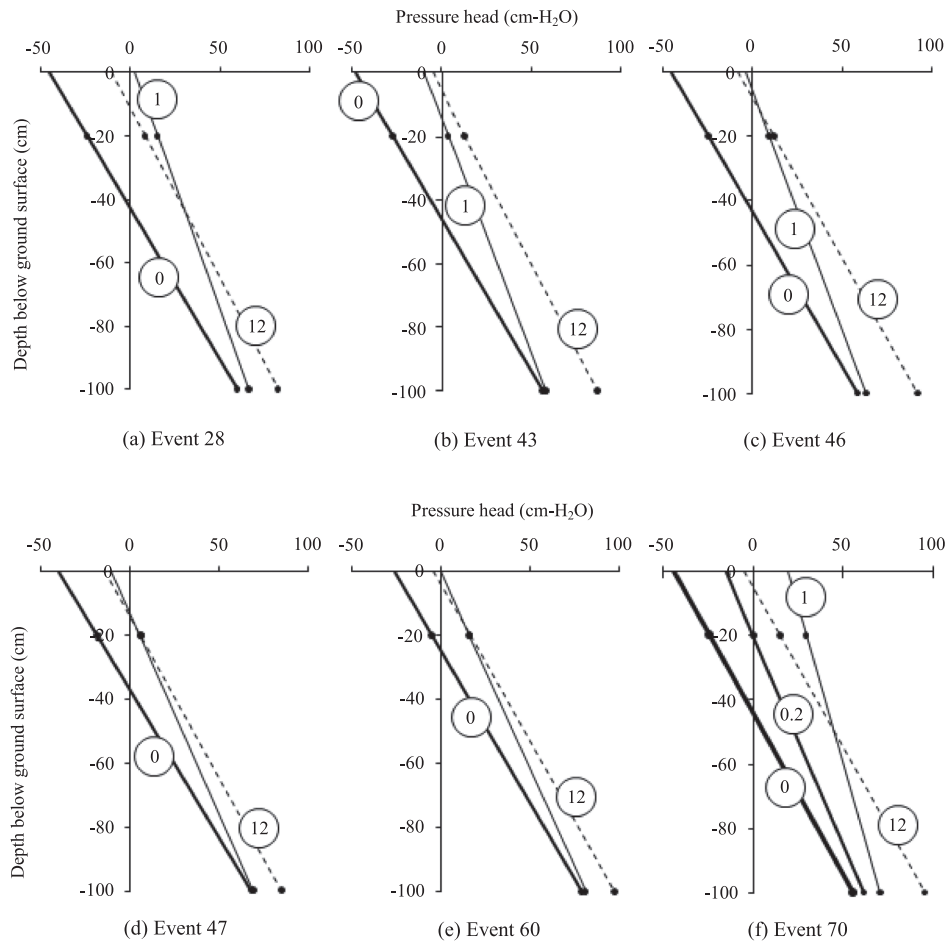 Pressure head (cm-H₂O)
-50 0 50 100 -50 0 50 100 -50 0 50 100
Depth below ground surface (cm)
0 0 0
1 0
-20 -20 -20
-40 -40 -40
1 1
0 0 12
-60 -60 -60
12 12
-80 -80 -80
-100 -100 -100
(a) Event 28 (b) Event 43 (c) Event 46
Pressure head (cm-H₂O)
-50 0 50 100 -50 0 50 100 -50 0 50 100
Depth below ground surface (cm)
0 0 0
1
-20 -20 -20
-40 -40 -40
0 0.2
0
-60 -60 -60
0 12
12 12
-80 -80 -80
-100 -100 -100
(d) Event 47 (e) Event 60 (f) Event 70